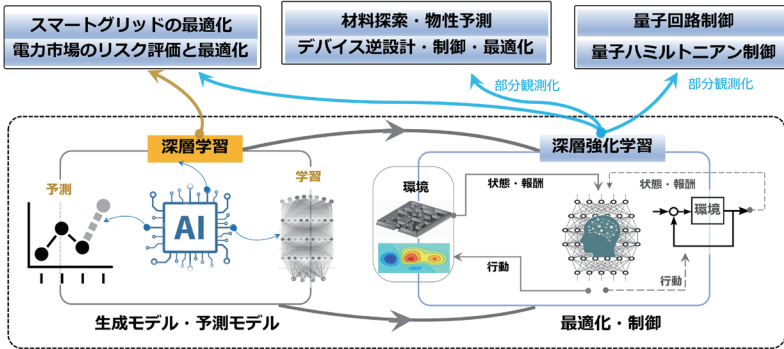 スマートグリッドの最適化
電力市場のリスク評価と最適化
材料探索・物性予測
デバイス逆設計・制御・最適化
量子回路制御
量子ハミルトニアン制御
部分観測化
部分観測化
深層学習
深層強化学習
予測
学習
AI
環境
状態・報酬
状態・報酬
環境
行動
行動
生成モデル・予測モデル
最適化・制御